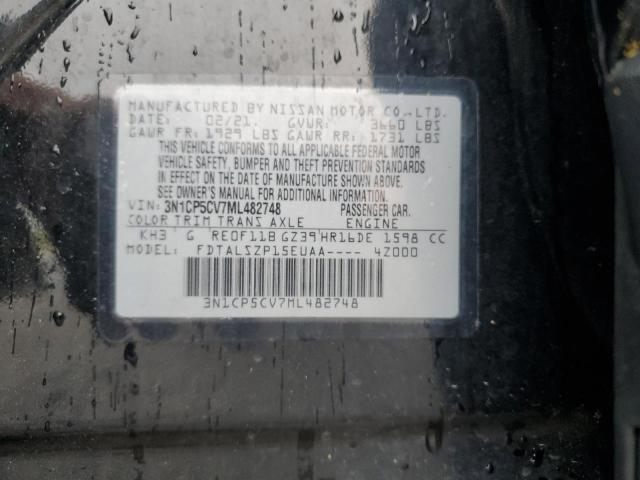 MANUFACTURED BY NISSAN MOTOR CO., LTD.
DATE: 02/21. GVWR: 3660 LBS
GAWR FR: 1929 LBS GAWR RR: 1731 LBS
THIS VEHICLE CONFORMS TO ALL APPLICABLE FEDERAL MOTOR
VEHICLE SAFETY, BUMPER AND THEFT PREVENTION STANDARDS
IN EFFECT ON THE DATE OF MANUFACTURE SHOWN ABOVE.
SEE OWNER'S MANUAL FOR ADDITIONAL INFORMATION.
VIN: 3N1CP5CV7ML482748 PASSENGER CAR.
COLOR TRIM TRANS AXLE ENGINE
KH3 G RE0F11B GZ39 HR16DE 1598 CC
MODEL: FDTALSZP15EUAA---- 4Z000
3N1CP5CV7ML482748